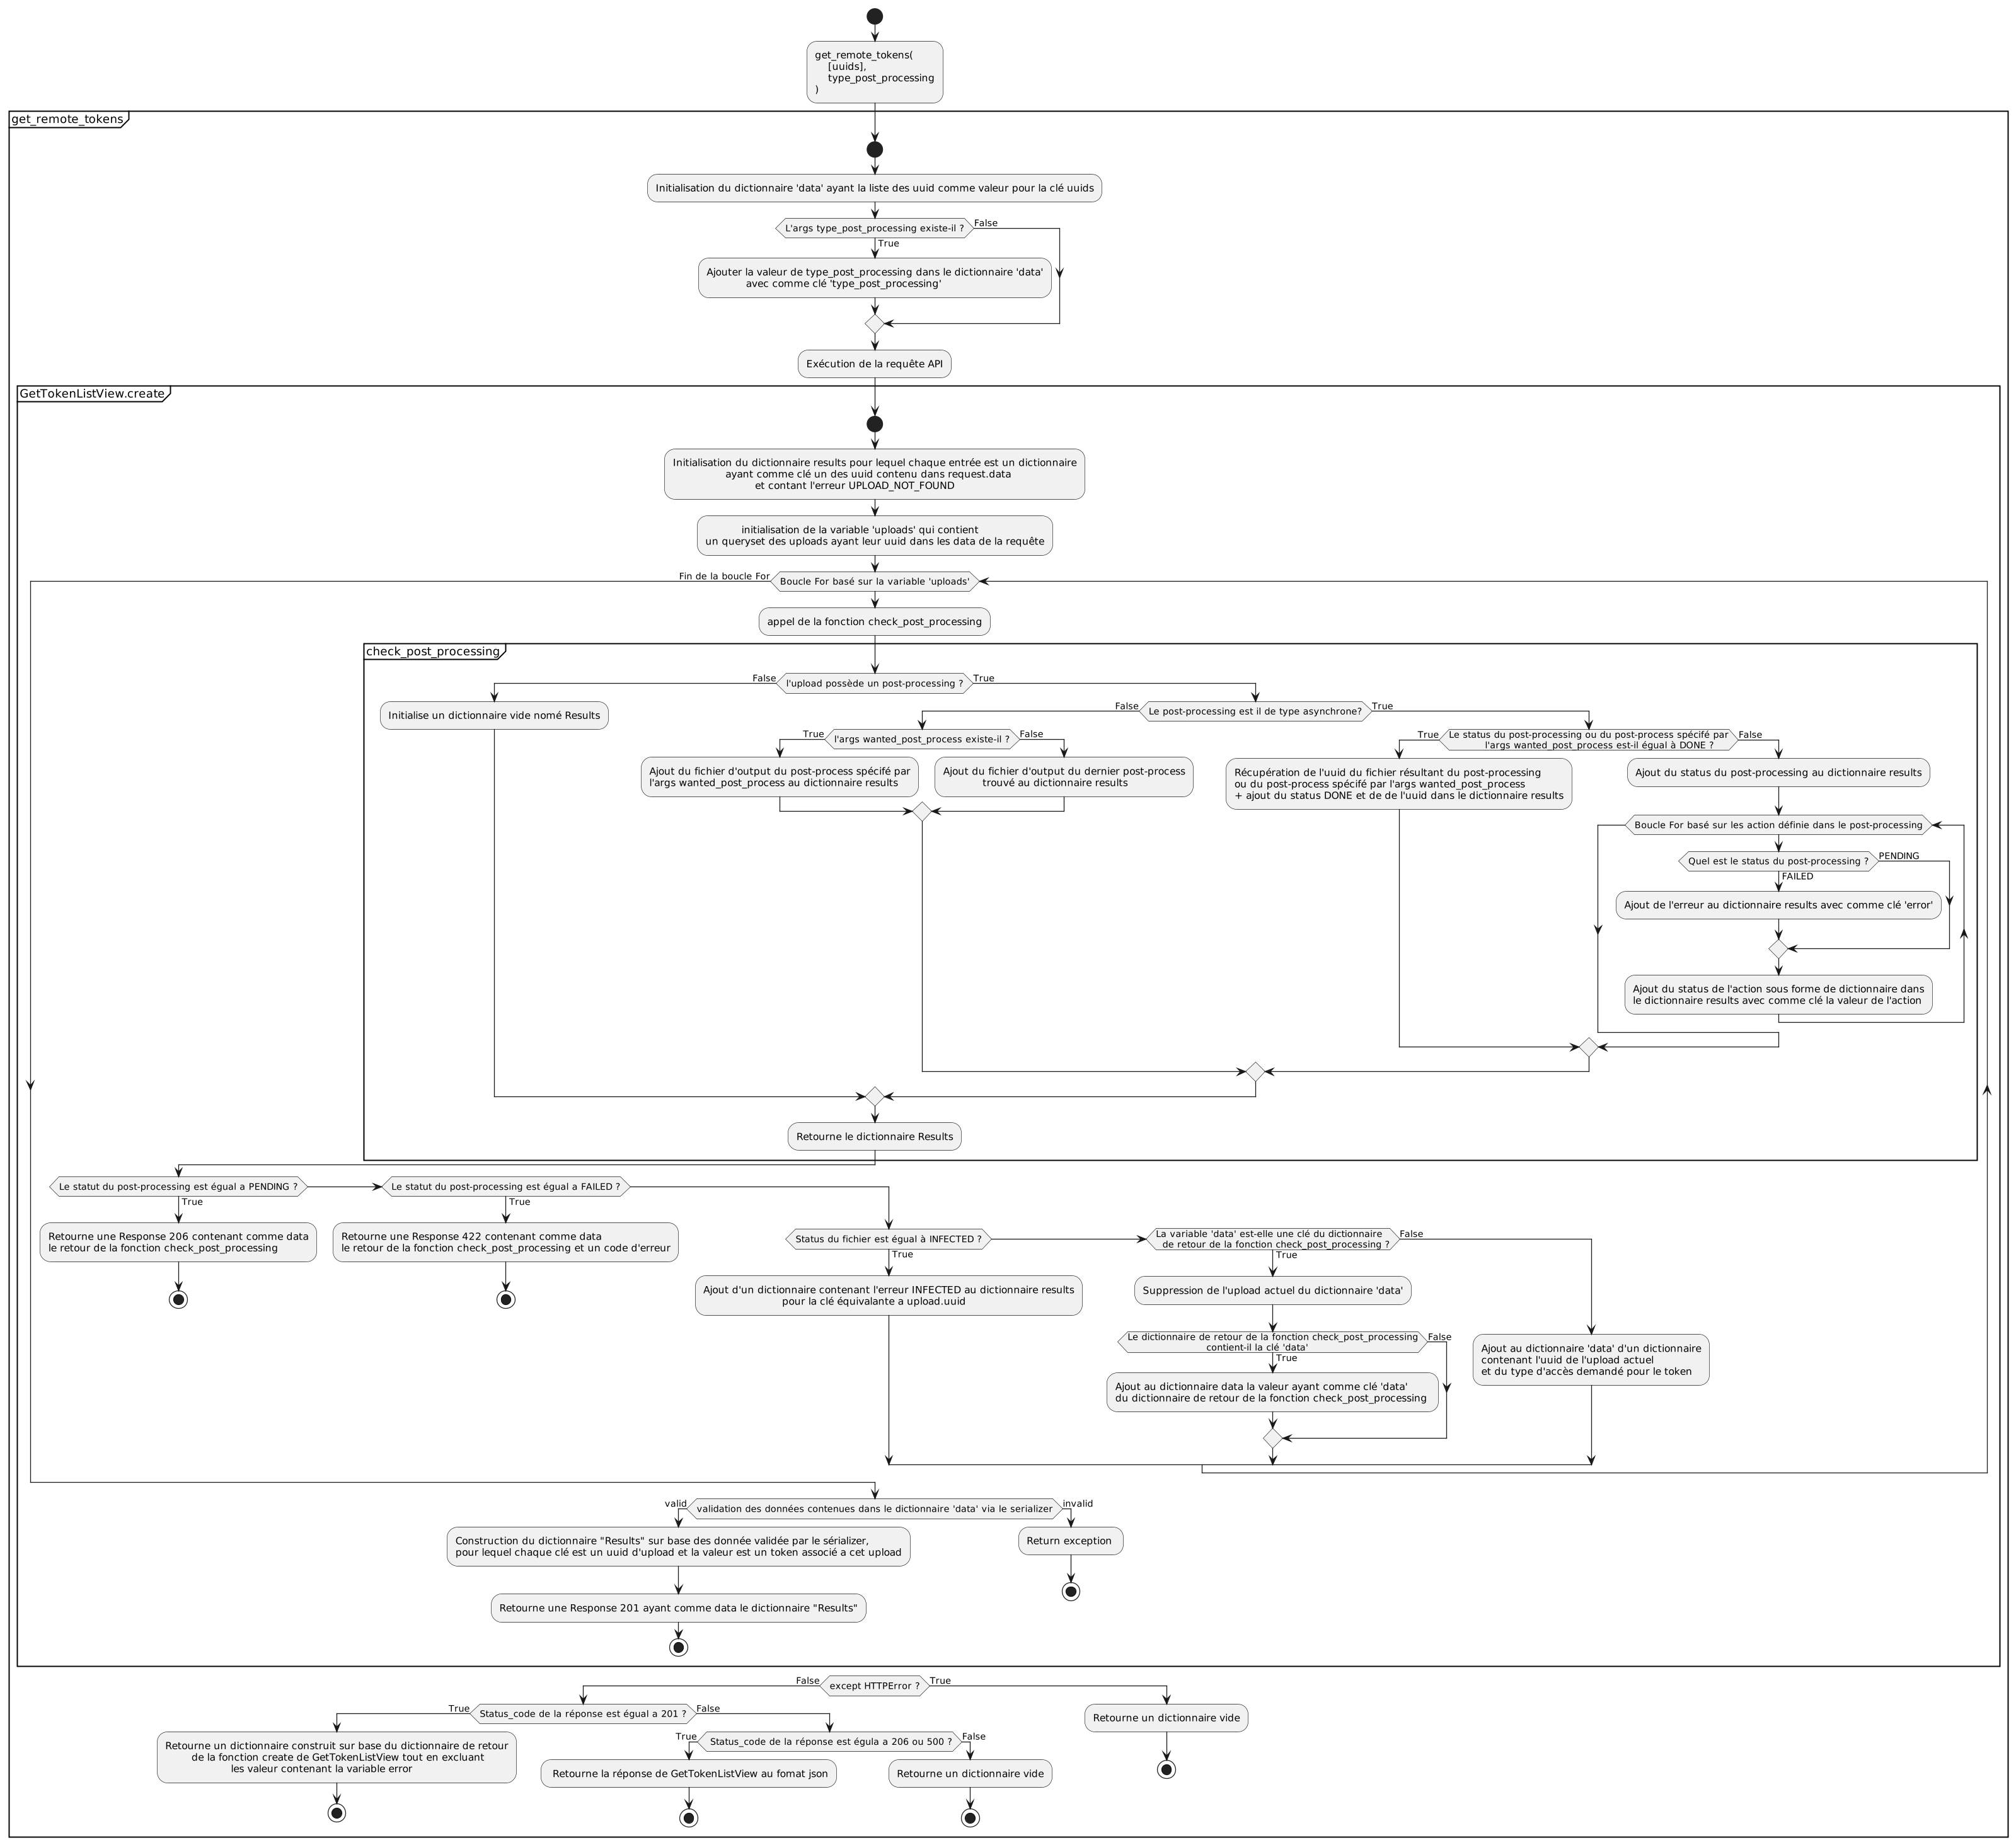 get_remote_tokens(
[uuids],
type_post_processing
)
get_remote_tokens
Initialisation du dictionnaire 'data' ayant la liste des uuid comme valeur pour la clé uuids
L'args type_post_processing existe-il ?
False
True
Ajouter la valeur de type_post_processing dans le dictionnaire 'data'
avec comme clé 'type_post_processing'
Exécution de la requête API
GetTokenListView.create
Initialisation du dictionnaire results pour lequel chaque entrée est un dictionnaire
ayant comme clé un des uuid contenu dans request.data
et contant l'erreur UPLOAD_NOT_FOUND
initialisation de la variable 'uploads' qui contient
un queryset des uploads ayant leur uuid dans les data de la requête
Fin de la boucle For
Boucle For basé sur la variable 'uploads'
appel de la fonction check_post_processing
check_post_processing
False
l'upload possède un post-processing ?
True
Initialise un dictionnaire vide nomé Results
False
Le post-processing est il de type asynchrone?
True
True
l'args wanted_post_process existe-il ?
False
Ajout du fichier d'output du post-process spécifé par
l'args wanted_post_process au dictionnaire results
Ajout du fichier d'output du dernier post-process
trouvé au dictionnaire results
True
Le status du post-processing ou du post-process spécifé par
l'args wanted_post_process est-il égual à DONE ?
False
Récupération de l'uuid du fichier résultant du post-processing
ou du post-process spécifé par l'args wanted_post_process
+ ajout du status DONE et de de l'uuid dans le dictionnaire results
Ajout du status du post-processing au dictionnaire results
Boucle For basé sur les action définie dans le post-processing
Quel est le status du post-processing ?
PENDING
FAILED
Ajout de l'erreur au dictionnaire results avec comme clé 'error'
Ajout du status de l'action sous forme de dictionnaire dans
le dictionnaire results avec comme clé la valeur de l'action
Retourne le dictionnaire Results
Le statut du post-processing est égual a PENDING ?
True
Retourne une Response 206 contenant comme data
le retour de la fonction check_post_processing
Le statut du post-processing est égual a FAILED ?
True
Retourne une Response 422 contenant comme data
le retour de la fonction check_post_processing et un code d'erreur
Status du fichier est égual à INFECTED ?
True
Ajout d'un dictionnaire contenant l'erreur INFECTED au dictionnaire results
pour la clé équivalante a upload.uuid
La variable 'data' est-elle une clé du dictionnaire
de retour de la fonction check_post_processing ?
False
True
Suppression de l'upload actuel du dictionnaire 'data'
Le dictionnaire de retour de la fonction check_post_processing
contient-il la clé 'data'
False
True
Ajout au dictionnaire data la valeur ayant comme clé 'data'
du dictionnaire de retour de la fonction check_post_processing
Ajout au dictionnaire 'data' d'un dictionnaire
contenant l'uuid de l'upload actuel
et du type d'accès demandé pour le token
valid
validation des données contenues dans le dictionnaire 'data' via le serializer
invalid
Construction du dictionnaire "Results" sur base des donnée validée par le sérializer,
pour lequel chaque clé est un uuid d'upload et la valeur est un token associé a cet upload
Return exception
Retourne une Response 201 ayant comme data le dictionnaire "Results"
False
except HTTPError ?
True
True
Status_code de la réponse est égual a 201 ?
False
Retourne un dictionnaire construit sur base du dictionnaire de retour
de la fonction create de GetTokenListView tout en excluant
les valeur contenant la variable error
True
Status_code de la réponse est égula a 206 ou 500 ?
False
Retourne la réponse de GetTokenListView au fomat json
Retourne un dictionnaire vide
Retourne un dictionnaire vide